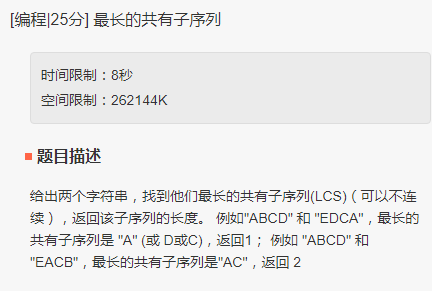 [编程|25分] 最长的共有子序列
时间限制：8秒
空间限制：262144K
题目描述
给出两个字符串，找到他们最长的共有子序列(LCS)（可以不连
续），返回该子序列的长度。 例如"ABCD" 和 "EDCA"，最长的
共有子序列是 "A" (或 D或C)，返回1； 例如 "ABCD" 和
"EACB"，最长的共有子序列是"AC"，返回 2